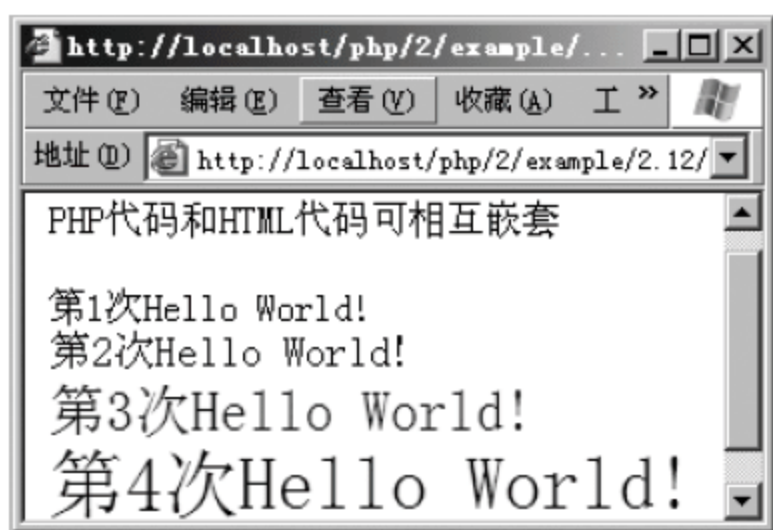 http://localhost/php/2/example/...
文件(F) 编辑(E) 查看(V) 收藏(A) 工 »
地址(D) http://localhost/php/2/example/2.12/
PHP代码和HTML代码可相互嵌套
第1次Hello World!
第2次Hello World!
第3次Hello World!
第4次Hello World!